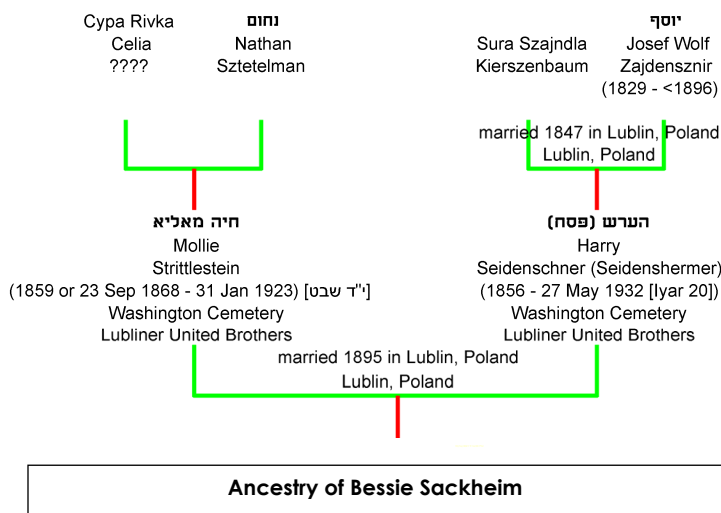 Cypa Rivka
Celia
????
נחום
Nathan
Sztetelman
Sura Szajndla
Kierszenbaum
יוסף
Josef Wolf
Zajdensznir
(1829 - <1896)
married 1847 in Lublin, Poland
Lublin, Poland
חיה מאליא
Mollie
Strittlestein
(1859 or 23 Sep 1868 - 31 Jan 1923) [י"ד שבט]
Washington Cemetery
Lubliner United Brothers
הערש (פסח)
Harry
Seidenschner (Seidenshermer)
(1856 - 27 May 1932 [Iyar 20])
Washington Cemetery
Lubliner United Brothers
married 1895 in Lublin, Poland
Lublin, Poland
Ancestry of Bessie Sackheim